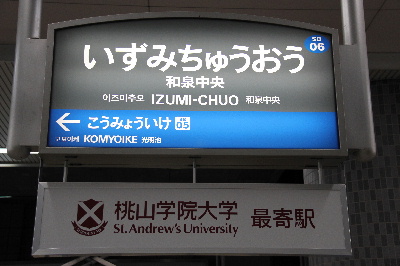 いずみちゅうおう
SB
06
和泉中央
이즈미추오 IZUMI-CHUO 和泉中央
← こうみょういけ SB 05
고묘이케 KOMYOIKE 光明池
桃山学院大学 最寄駅
St. Andrew's University